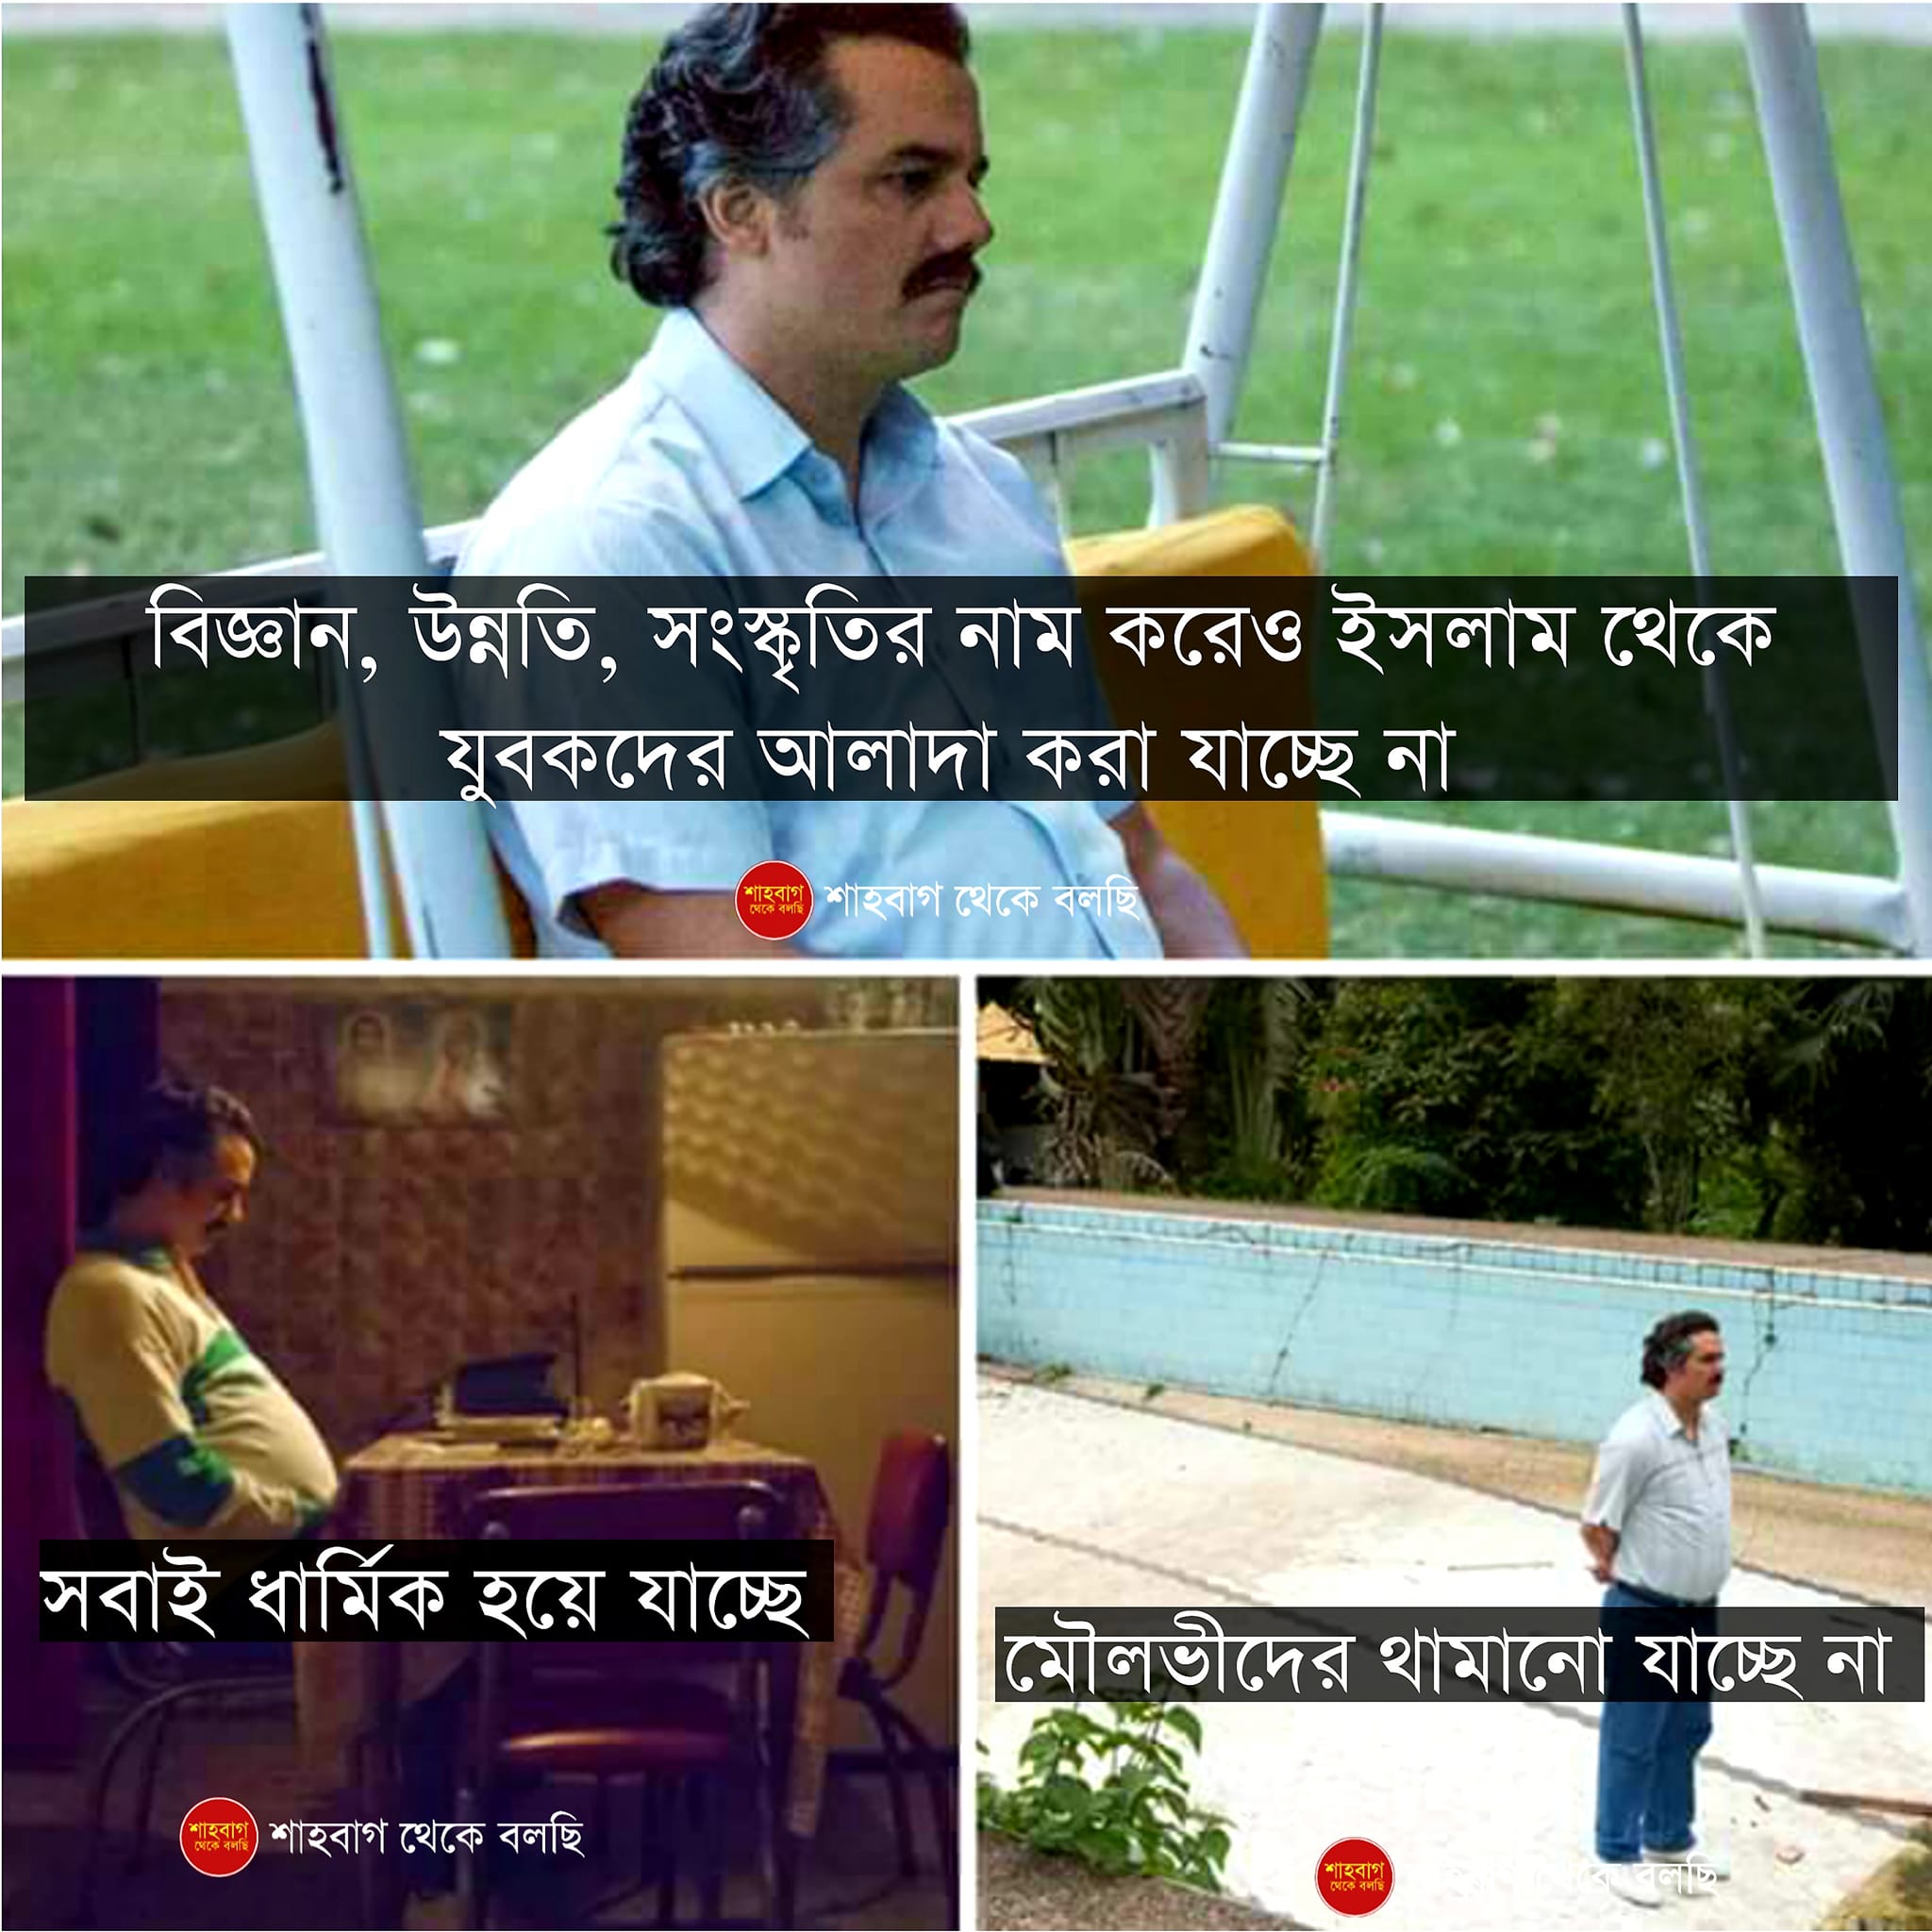 বিজ্ঞান, উন্নতি, সংস্কৃতির নাম করেও ইসলাম থেকে
যুবকদের আলাদা করা যাচ্ছে না
শাহবাগ
থেকে বলছি
শাহবাগ থেকে বলছি
সবাই ধার্মিক হয়ে যাচ্ছে
শাহবাগ
থেকে বলছি
শাহবাগ থেকে বলছি
মৌলভীদের থামানো যাচ্ছে না
শাহবাগ
থেকে বলছি
বলছি